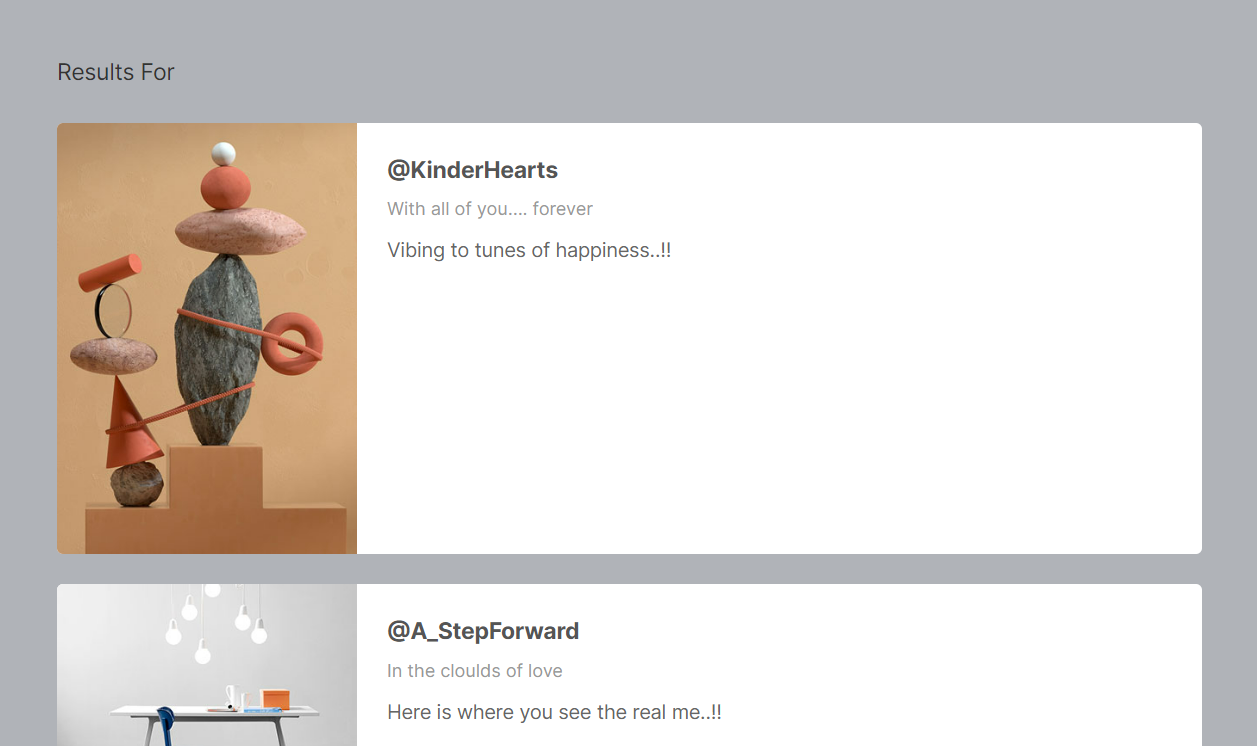 Results For
@KinderHearts
With all of you.... forever
Vibing to tunes of happiness..!!
@A_StepForward
In the cloulds of love
Here is where you see the real me..!!